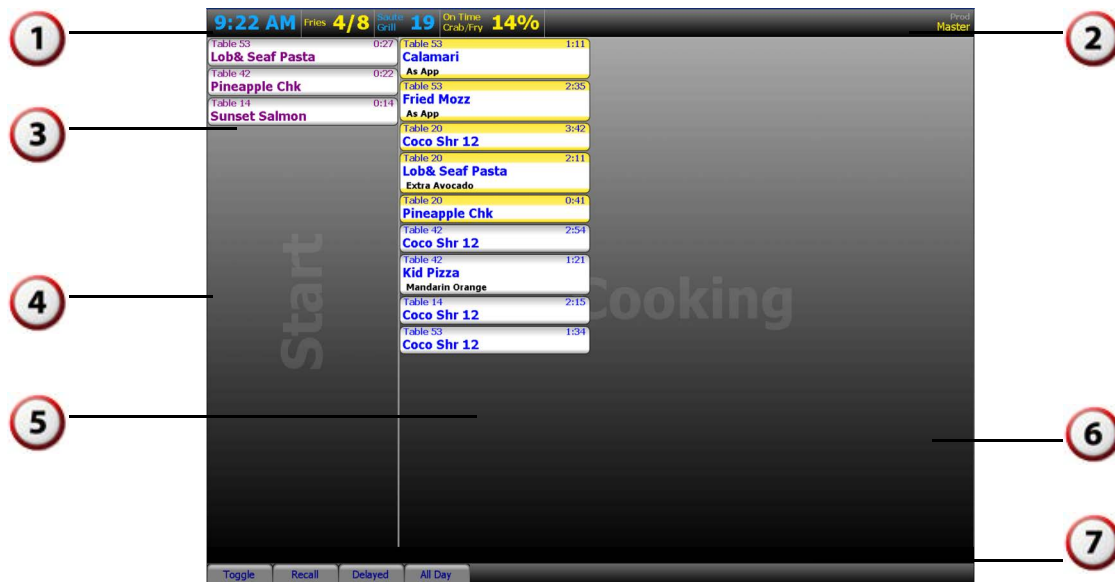 1
2
3
4
5
6
7
9:22 AM Fries 4/8 Saute Grill 19 On Time Crab/Fry 14% Prod Master
Table 53 0:27
Lob& Seaf Pasta
Table 42 0:22
Pineapple Chk
Table 14 0:14
Sunset Salmon
Start
Table 53 1:11
Calamari
As App
Table 53 2:35
Fried Mozz
As App
Table 20 3:42
Coco Shr 12
Table 20 2:11
Lob& Seaf Pasta
Extra Avocado
Table 20 0:41
Pineapple Chk
Table 42 2:54
Coco Shr 12
Table 42 1:21
Kid Pizza
Mandarin Orange
Table 14 2:15
Coco Shr 12
Table 53 1:34
Coco Shr 12
Cooking
Toggle Recall Delayed All Day